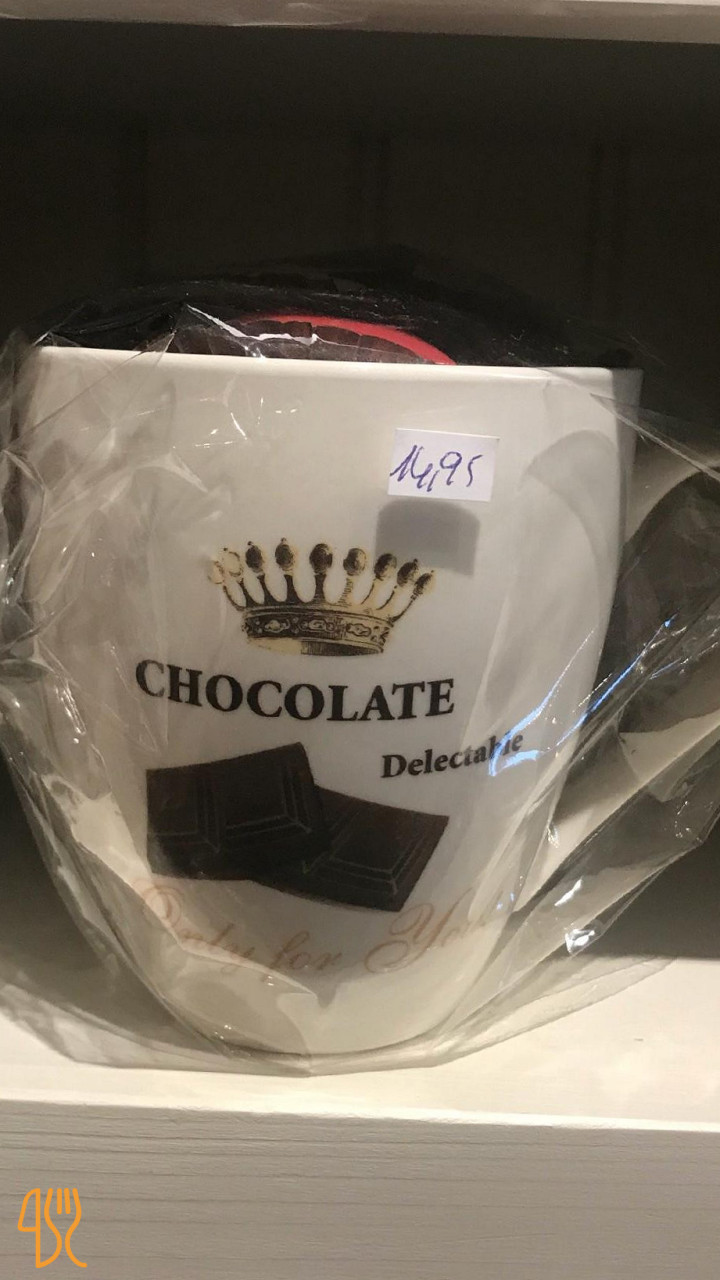 14,95
CHOCOLATE
Delectable
Only for You